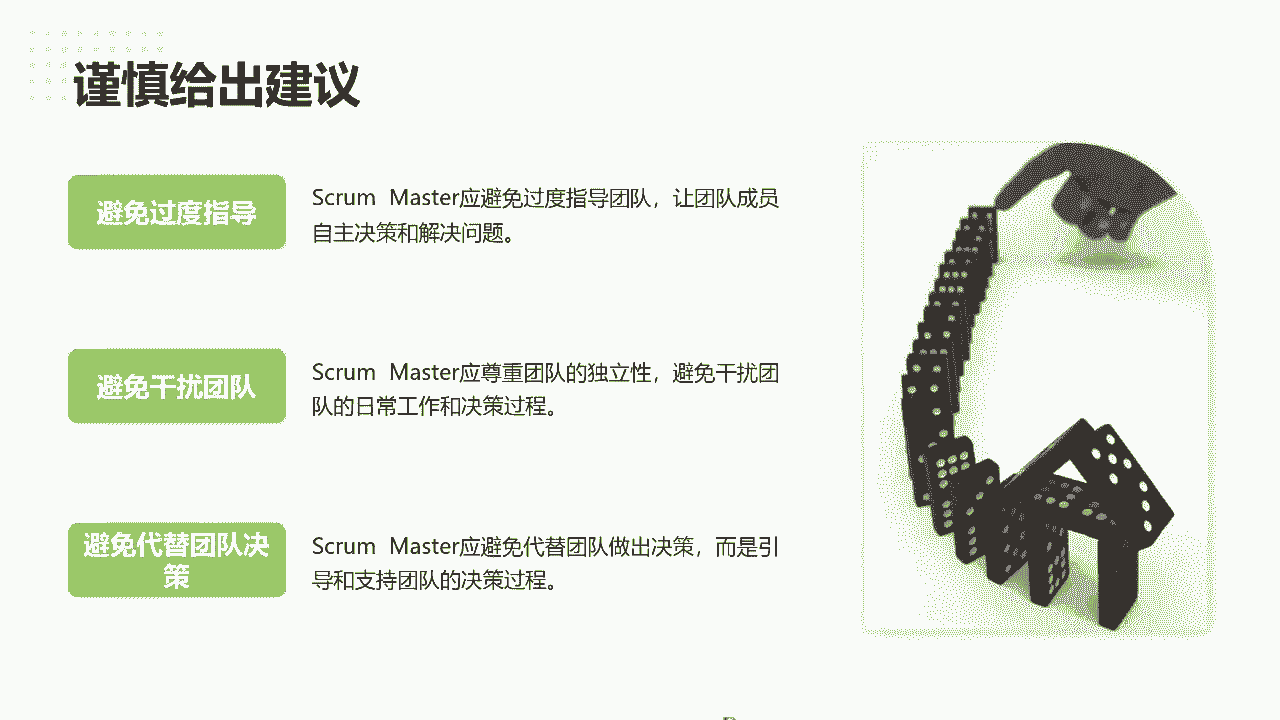 谨慎给出建议
避免过度指导
Scrum Master应避免过度指导团队，让团队成员
自主决策和解决问题。
避免干扰团队
Scrum Master应尊重团队的独立性，避免干扰团
队的日常工作和决策过程。
避免代替团队决
策
Scrum Master应避免代替团队做出决策，而是引
导和支持团队的决策过程。